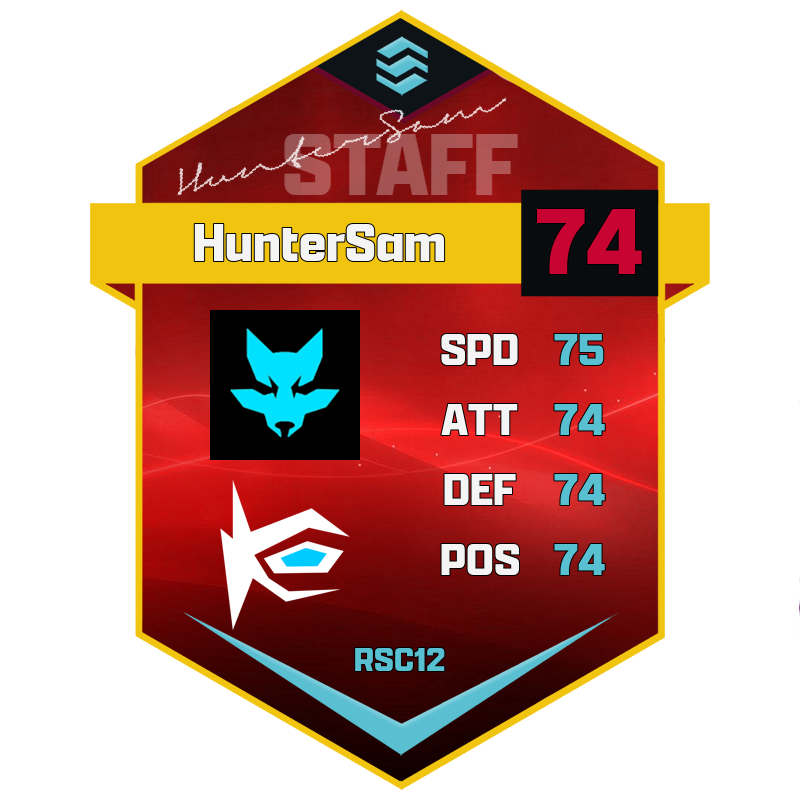 HunterSam
STAFF
HunterSam 74
SPD 75
ATT 74
DEF 74
POS 74
RSC12